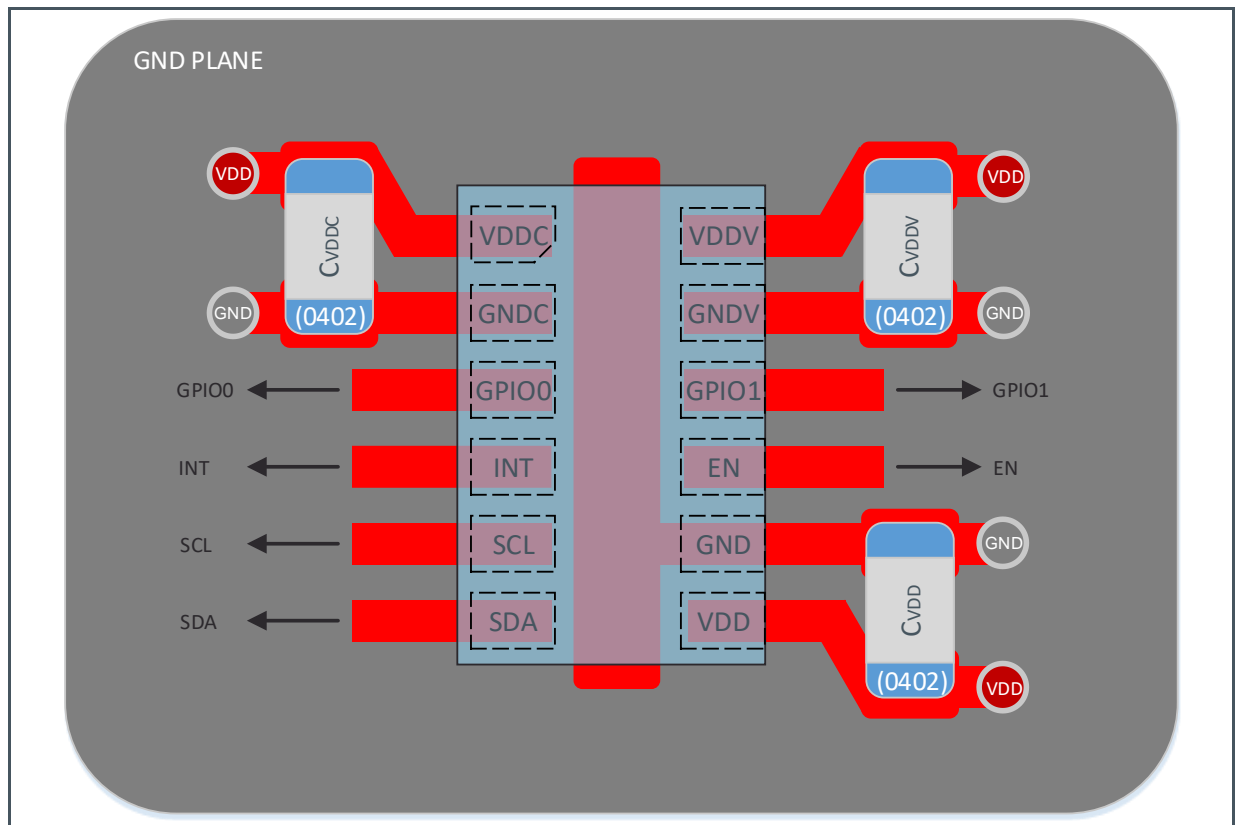 GND PLANE
VDD
VDD
CVDDC
VDDC
VDDV
CVDDV
GND
(0402)
GNDC
GNDV
(0402)
GND
GPIO0
GPIO0
GPIO1
GPIO1
INT
INT
EN
EN
SCL
SCL
GND
GND
CVDD
SDA
SDA
VDD
(0402)
VDD